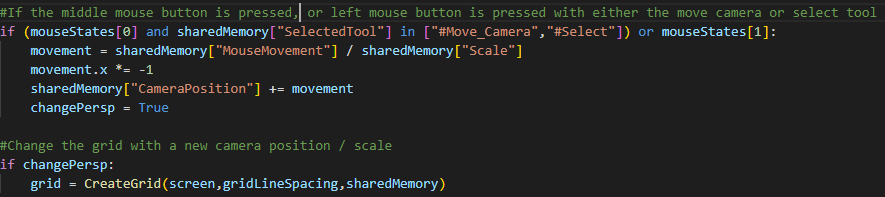 #If the middle mouse button is pressed, or left mouse button is pressed with either the move camera or select tool
if (mouseStates[0] and sharedMemory["SelectedTool"] in ["#Move_Camera","#Select"]) or mouseStates[1]:
    movement = sharedMemory["MouseMovement"] / sharedMemory["Scale"]
    movement.x *= -1
    sharedMemory["CameraPosition"] += movement
    changePersp = True
#Change the grid with a new camera position / scale
if changePersp:
    grid = CreateGrid(screen,gridLineSpacing,sharedMemory)